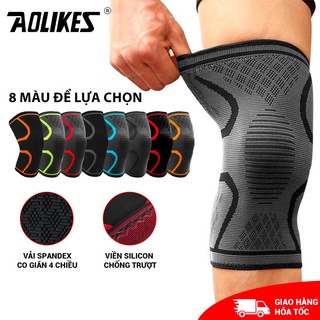 AOLIKES®
8 MÀU ĐỂ LỰA CHỌN
VẢI SPANDEX
CO GIÃN 4 CHIỀU
VIỀN SILICON
CHỐNG TRƯỢT
GIAO HÀNG
HỎA TỐC